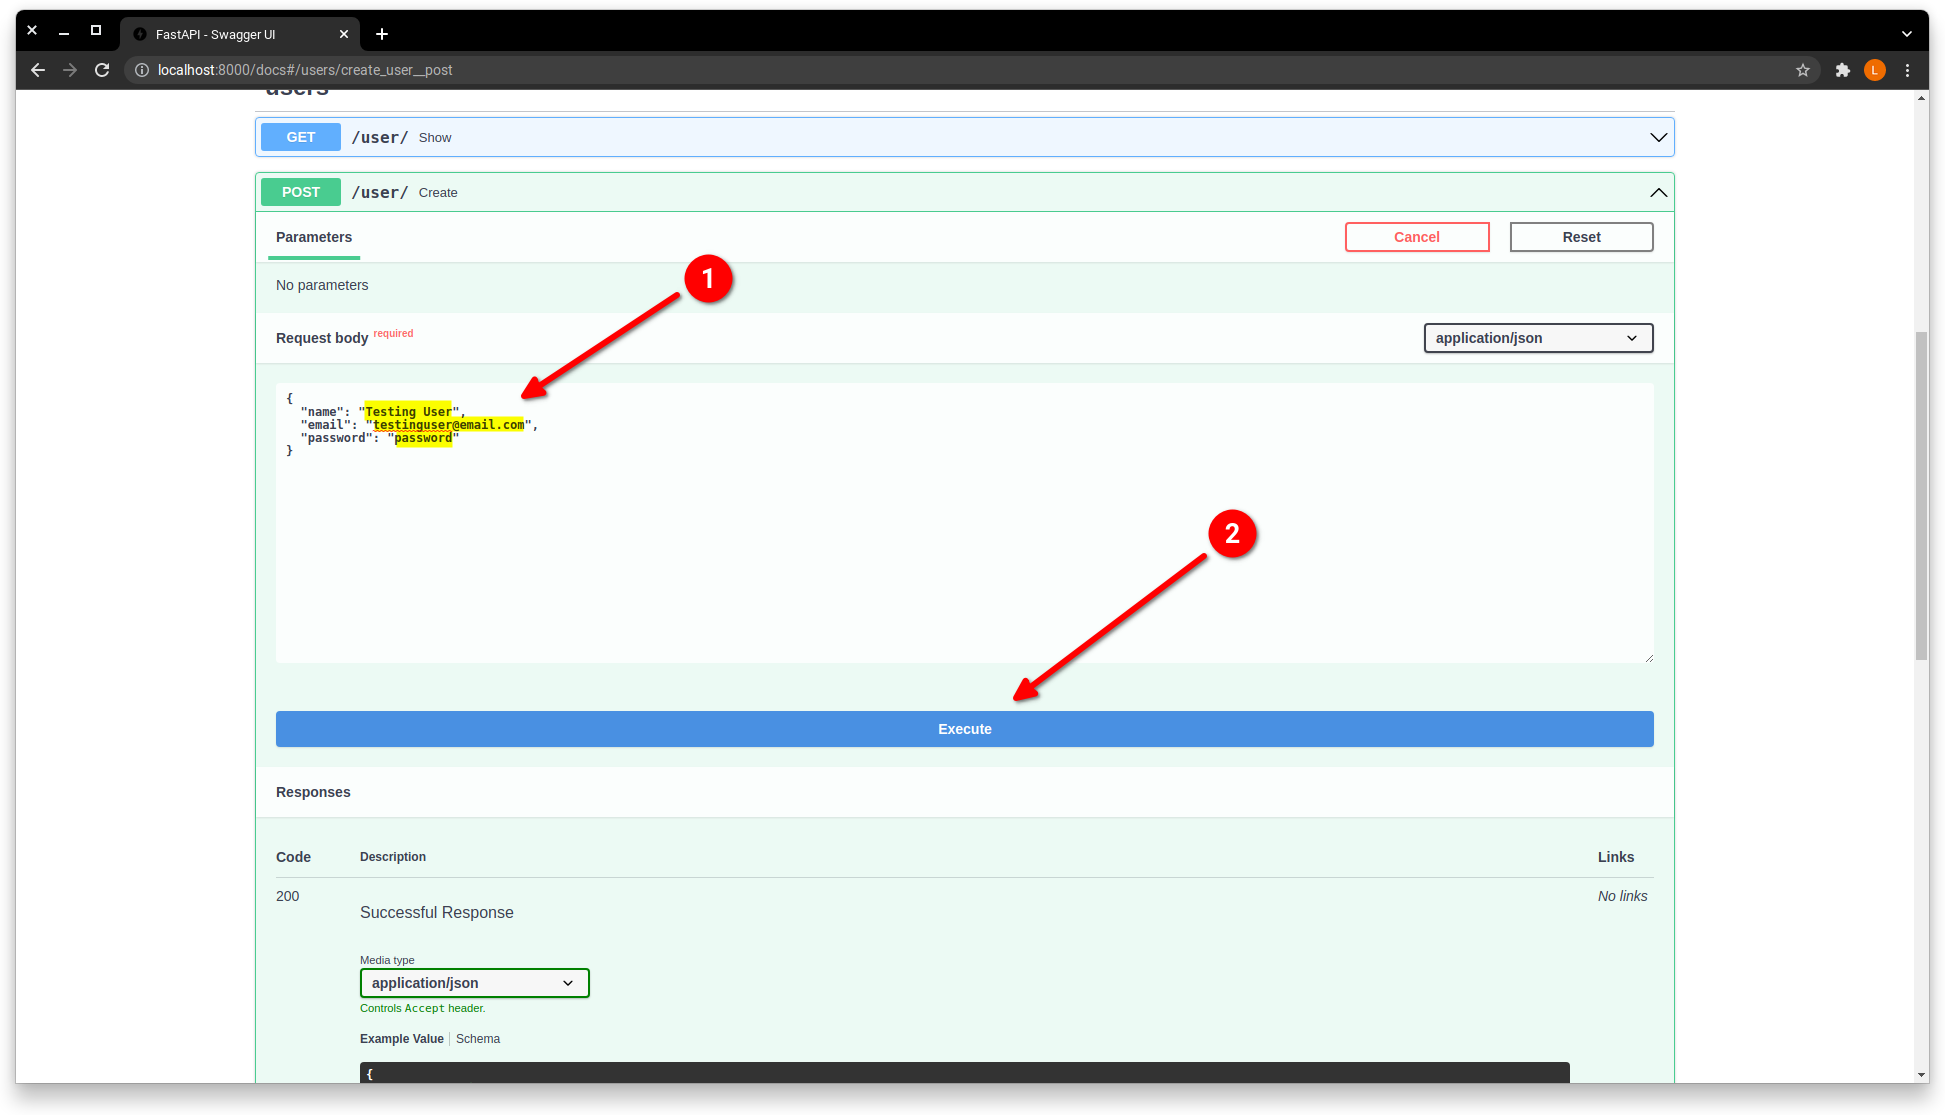 FastAPI - Swagger UI
localhost:8000/docs#/users/create_user__post
L
users
GET /user/ Show
POST /user/ Create
Parameters
Cancel
Reset
1
No parameters
Request body required
application/json
{
"name": "Testing User",
"email": "testinguser@email.com",
"password": "password"
}
2
Execute
Responses
Code Description Links
200 No links
Successful Response
Media type
application/json
Controls Accept header.
Example Value Schema
{